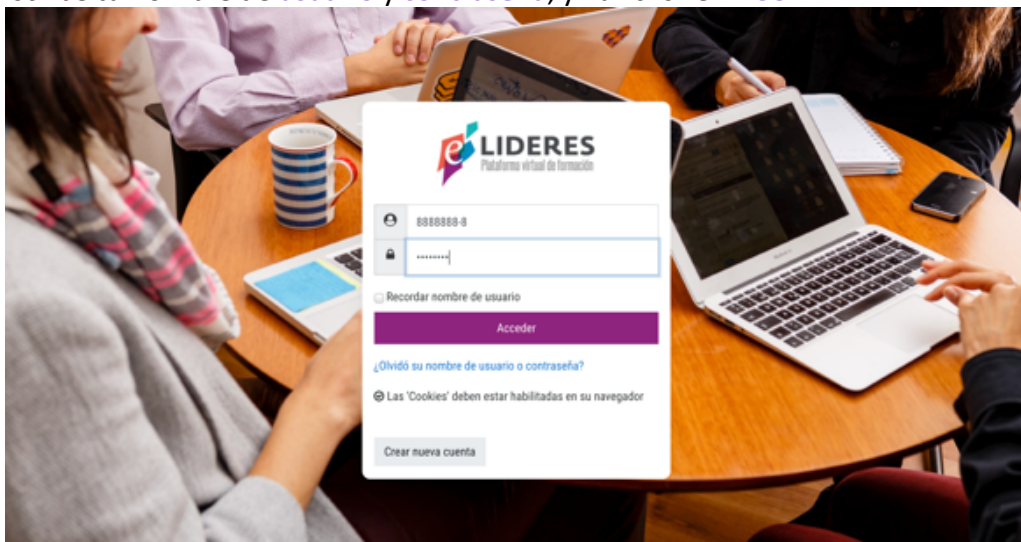 LIDERES
Plataforma virtual de formación
8888888-8
Recordar nombre de usuario
Acceder
¿Olvidó su nombre de usuario o contraseña?
Las 'Cookies' deben estar habilitadas en su navegador
Crear nueva cuenta